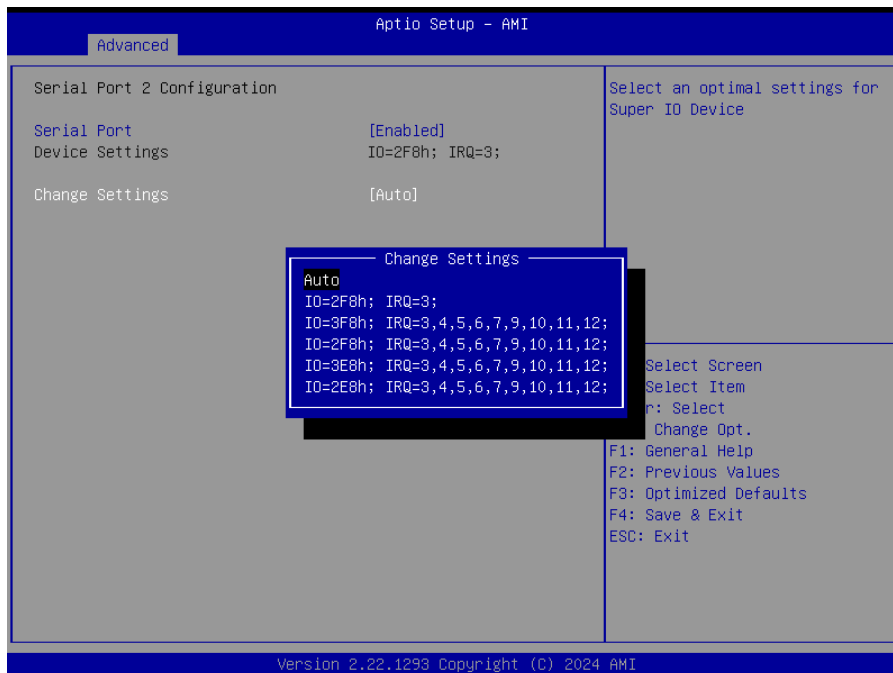 Aptio Setup – AMI
Advanced
Serial Port 2 Configuration
Serial Port [Enabled]
Device Settings IO=2F8h; IRQ=3;
Change Settings [Auto]
Select an optimal settings for
Super IO Device
Change Settings
Auto
IO=2F8h; IRQ=3;
IO=3F8h; IRQ=3,4,5,6,7,9,10,11,12;
IO=2F8h; IRQ=3,4,5,6,7,9,10,11,12;
IO=3E8h; IRQ=3,4,5,6,7,9,10,11,12;
IO=2E8h; IRQ=3,4,5,6,7,9,10,11,12;
Select Screen
Select Item
r: Select
Change Opt.
F1: General Help
F2: Previous Values
F3: Optimized Defaults
F4: Save & Exit
ESC: Exit
Version 2.22.1293 Copyright (C) 2024 AMI